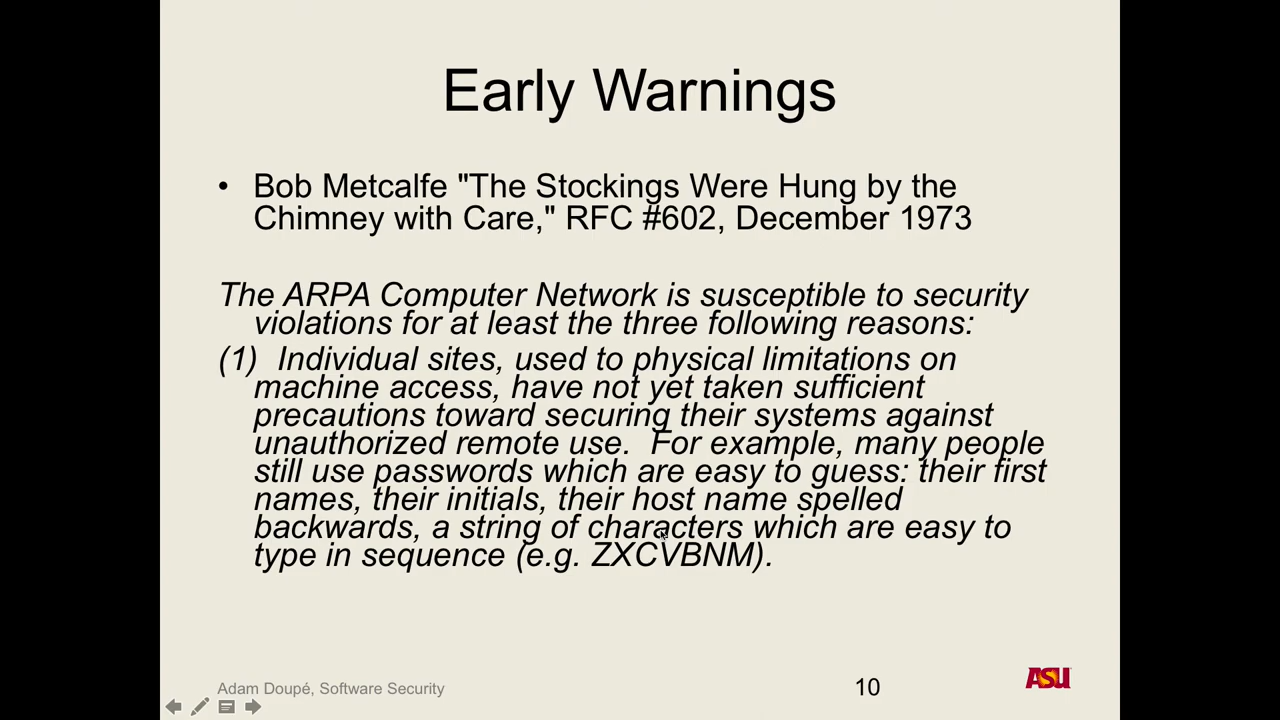 Early Warnings
• Bob Metcalfe "The Stockings Were Hung by the
Chimney with Care," RFC #602, December 1973
The ARPA Computer Network is susceptible to security
violations for at least the three following reasons:
(1)  Individual sites, used to physical limitations on
machine access, have not yet taken sufficient
precautions toward securing their systems against
unauthorized remote use.  For example, many people
still use passwords which are easy to guess: their first
names, their initials, their host name spelled
backwards, a string of characters which are easy to
type in sequence (e.g. ZXCVBNM).
Adam Doupé, Software Security
10
ASU